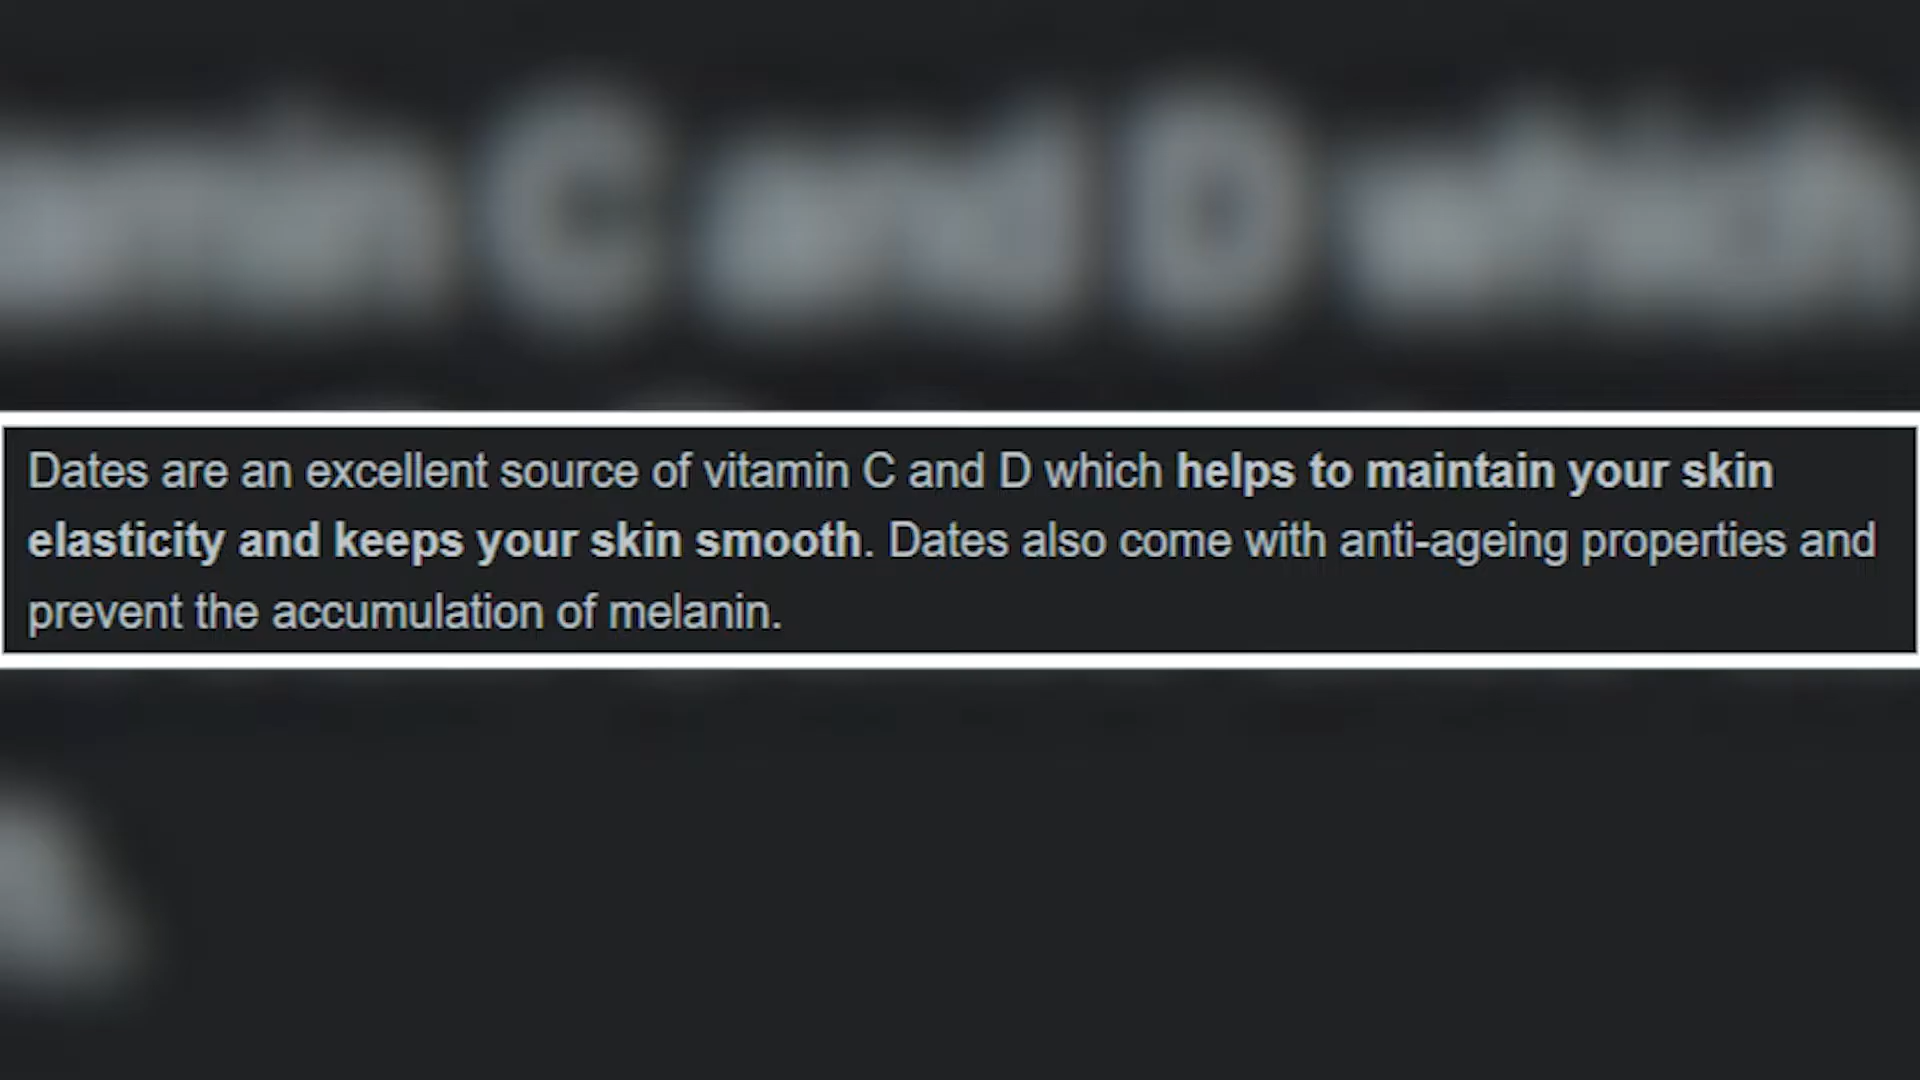 Dates are an excellent source of vitamin C and D which helps to maintain your skin
elasticity and keeps your skin smooth. Dates also come with anti-ageing properties and
prevent the accumulation of melanin.